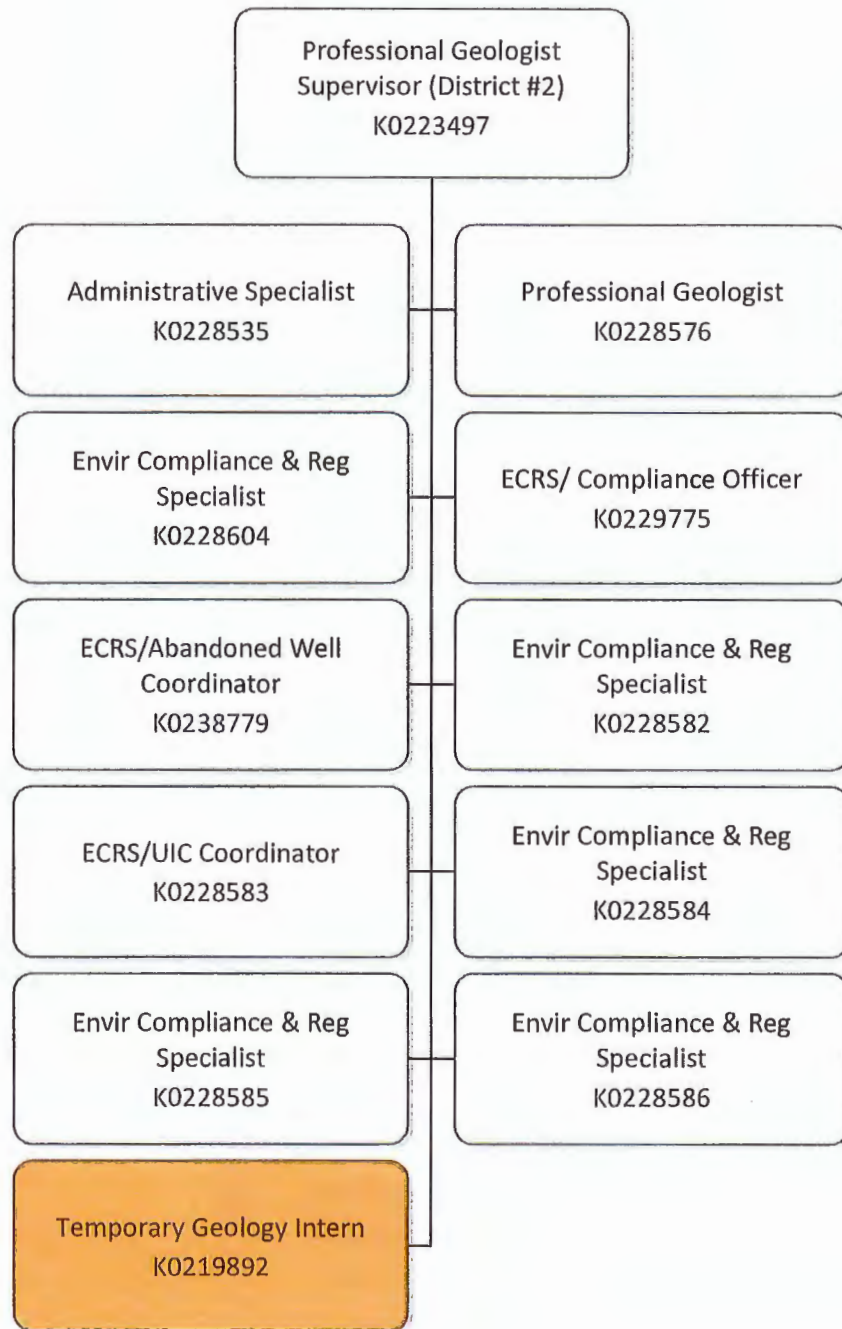 Professional Geologist
Supervisor (District #2)
K0223497
Administrative Specialist
K0228535
Professional Geologist
K0228576
Envir Compliance & Reg
Specialist
K0228604
ECRS/ Compliance Officer
K0229775
ECRS/Abandoned Well
Coordinator
K0238779
Envir Compliance & Reg
Specialist
K0228582
ECRS/UIC Coordinator
K0228583
Envir Compliance & Reg
Specialist
K0228584
Envir Compliance & Reg
Specialist
K0228585
Envir Compliance & Reg
Specialist
K0228586
Temporary Geology Intern
K0219892